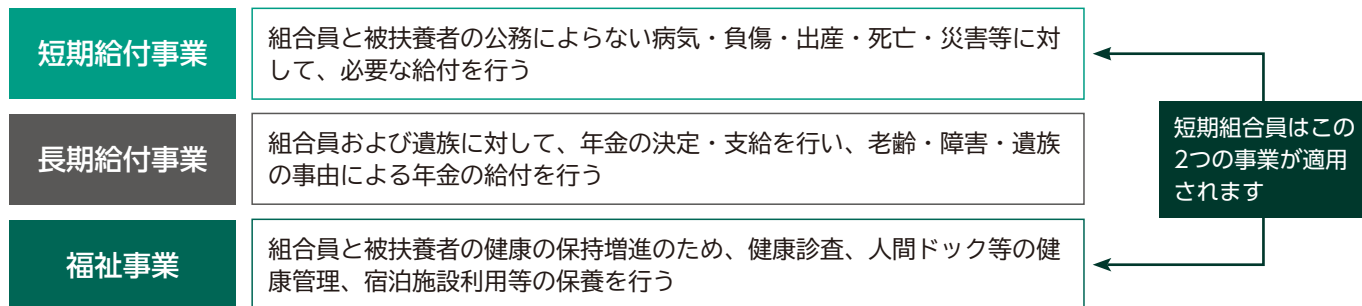 短期給付事業
組合員と被扶養者の公務によらない病気・負傷・出産・死亡・災害等に対
して、必要な給付を行う
長期給付事業
組合員および遺族に対して、年金の決定・支給を行い、老齢・障害・遺族
の事由による年金の給付を行う
福祉事業
組合員と被扶養者の健康の保持増進のため、健康診査、人間ドック等の健
康管理、宿泊施設利用等の保養を行う
短期組合員はこの
2つの事業が適用
されます